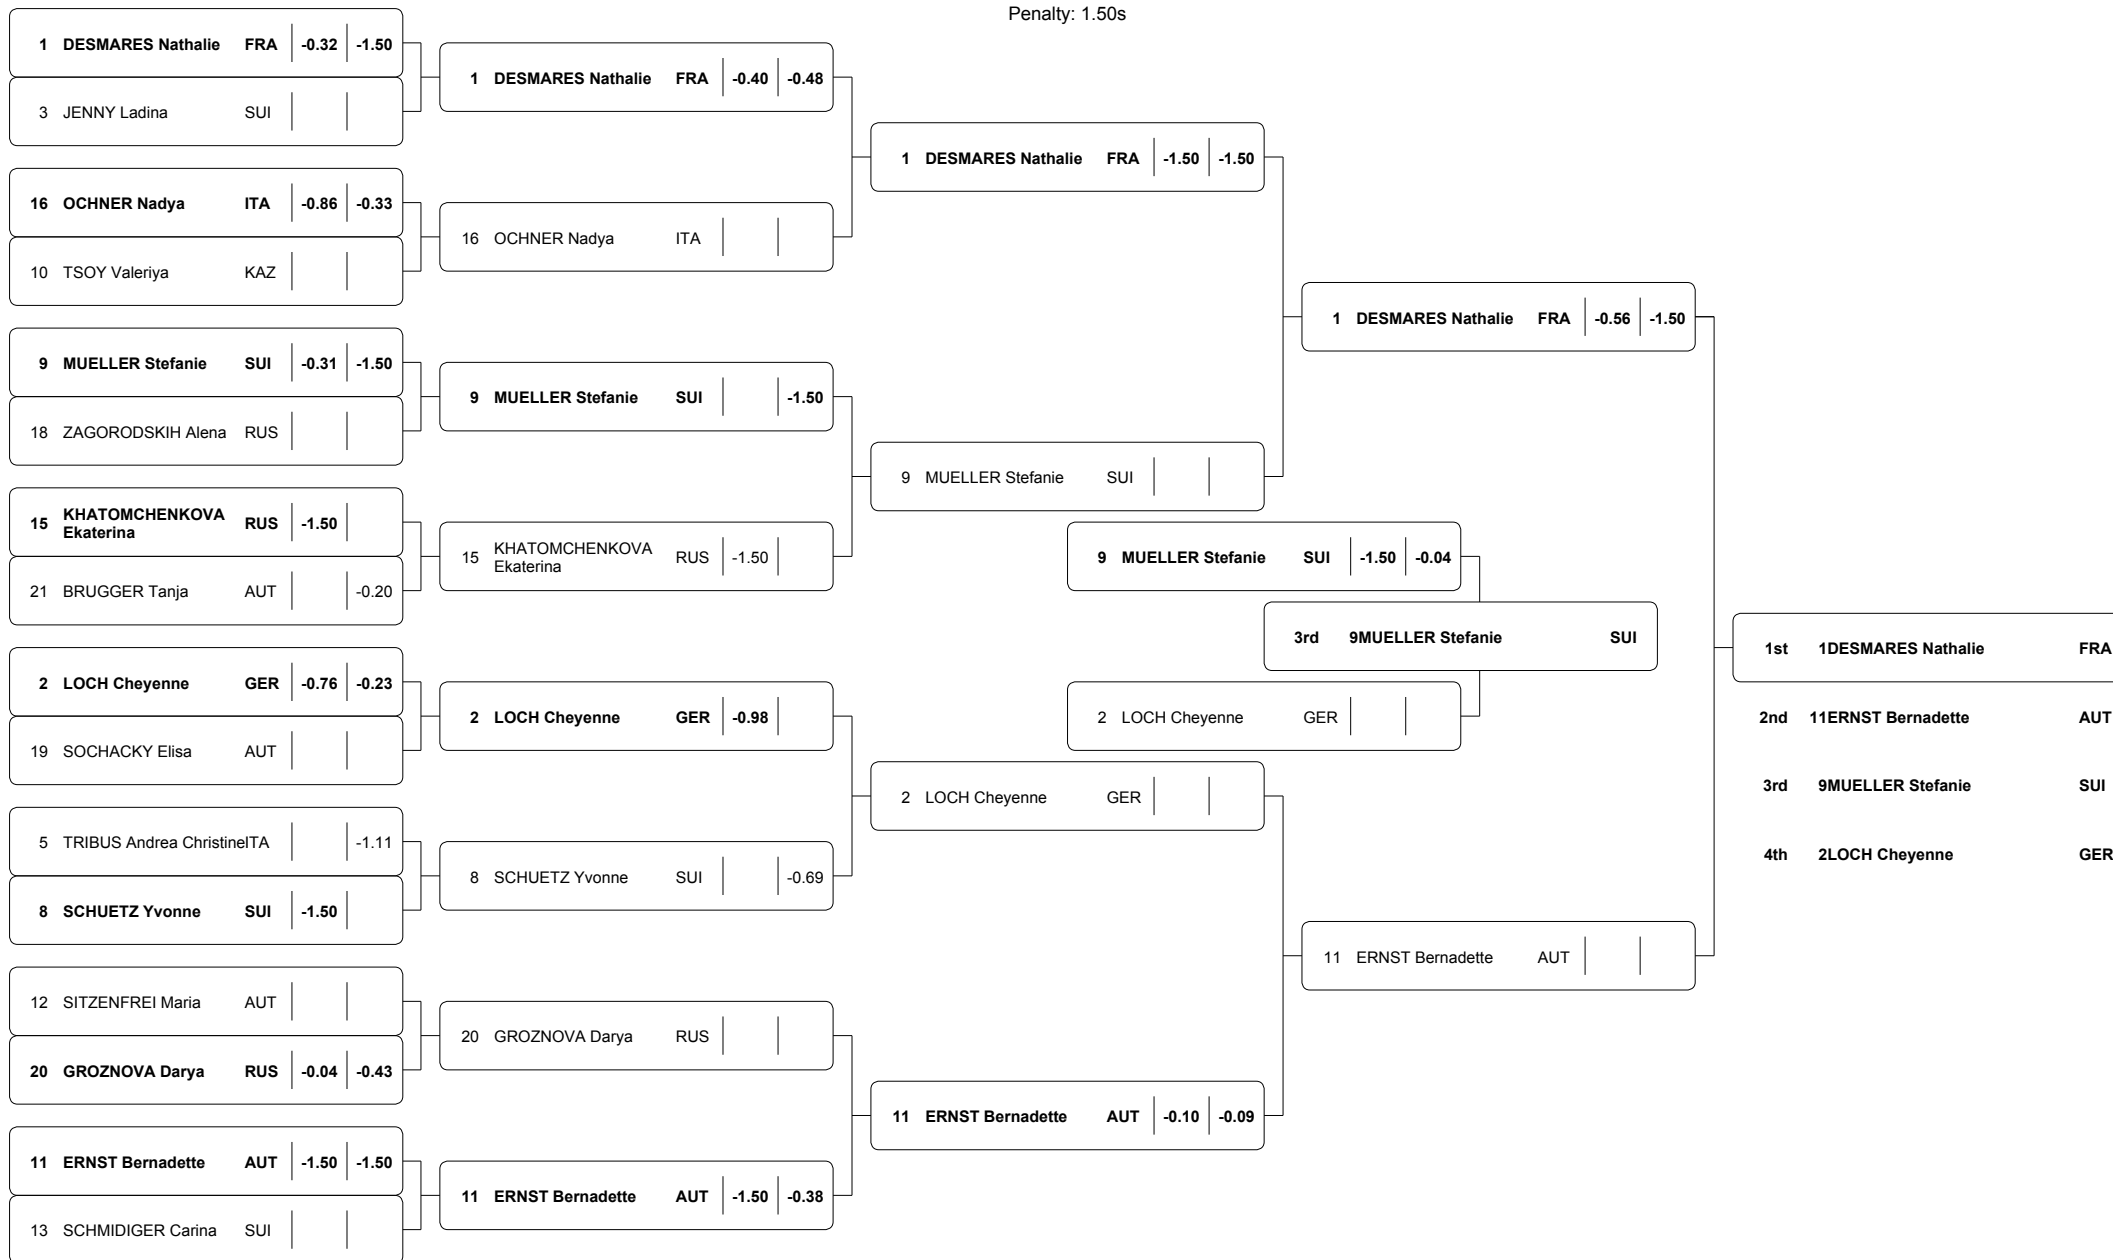 Penalty: 1.50s
1 DESMARES Nathalie FRA -0.32 -1.50
3 JENNY Ladina SUI
16 OCHNER Nadya ITA -0.86 -0.33
10 TSOY Valeriya KAZ
9 MUELLER Stefanie SUI -0.31 -1.50
18 ZAGORODSKIH Alena RUS
15 KHATOMCHENKOVA
Ekaterina RUS -1.50
21 BRUGGER Tanja AUT -0.20
2 LOCH Cheyenne GER -0.76 -0.23
19 SOCHACKY Elisa AUT
5 TRIBUS Andrea ChristineITA -1.11
8 SCHUETZ Yvonne SUI -1.50
12 SITZENFREI Maria AUT
20 GROZNOVA Darya RUS -0.04 -0.43
11 ERNST Bernadette AUT -1.50 -1.50
13 SCHMIDIGER Carina SUI
1 DESMARES Nathalie FRA -0.40 -0.48
16 OCHNER Nadya ITA
9 MUELLER Stefanie SUI -1.50
15 KHATOMCHENKOVA
Ekaterina RUS -1.50
2 LOCH Cheyenne GER -0.98
8 SCHUETZ Yvonne SUI -0.69
20 GROZNOVA Darya RUS
11 ERNST Bernadette AUT -1.50 -0.38
1 DESMARES Nathalie FRA -1.50 -1.50
9 MUELLER Stefanie SUI
2 LOCH Cheyenne GER
11 ERNST Bernadette AUT -0.10 -0.09
9 MUELLER Stefanie SUI -1.50 -0.04
3rd 9MUELLER Stefanie SUI
2 LOCH Cheyenne GER
1 DESMARES Nathalie FRA -0.56 -1.50
11 ERNST Bernadette AUT
1st 1DESMARES Nathalie FRA
2nd 11ERNST Bernadette AUT
3rd 9MUELLER Stefanie SUI
4th 2LOCH Cheyenne GER